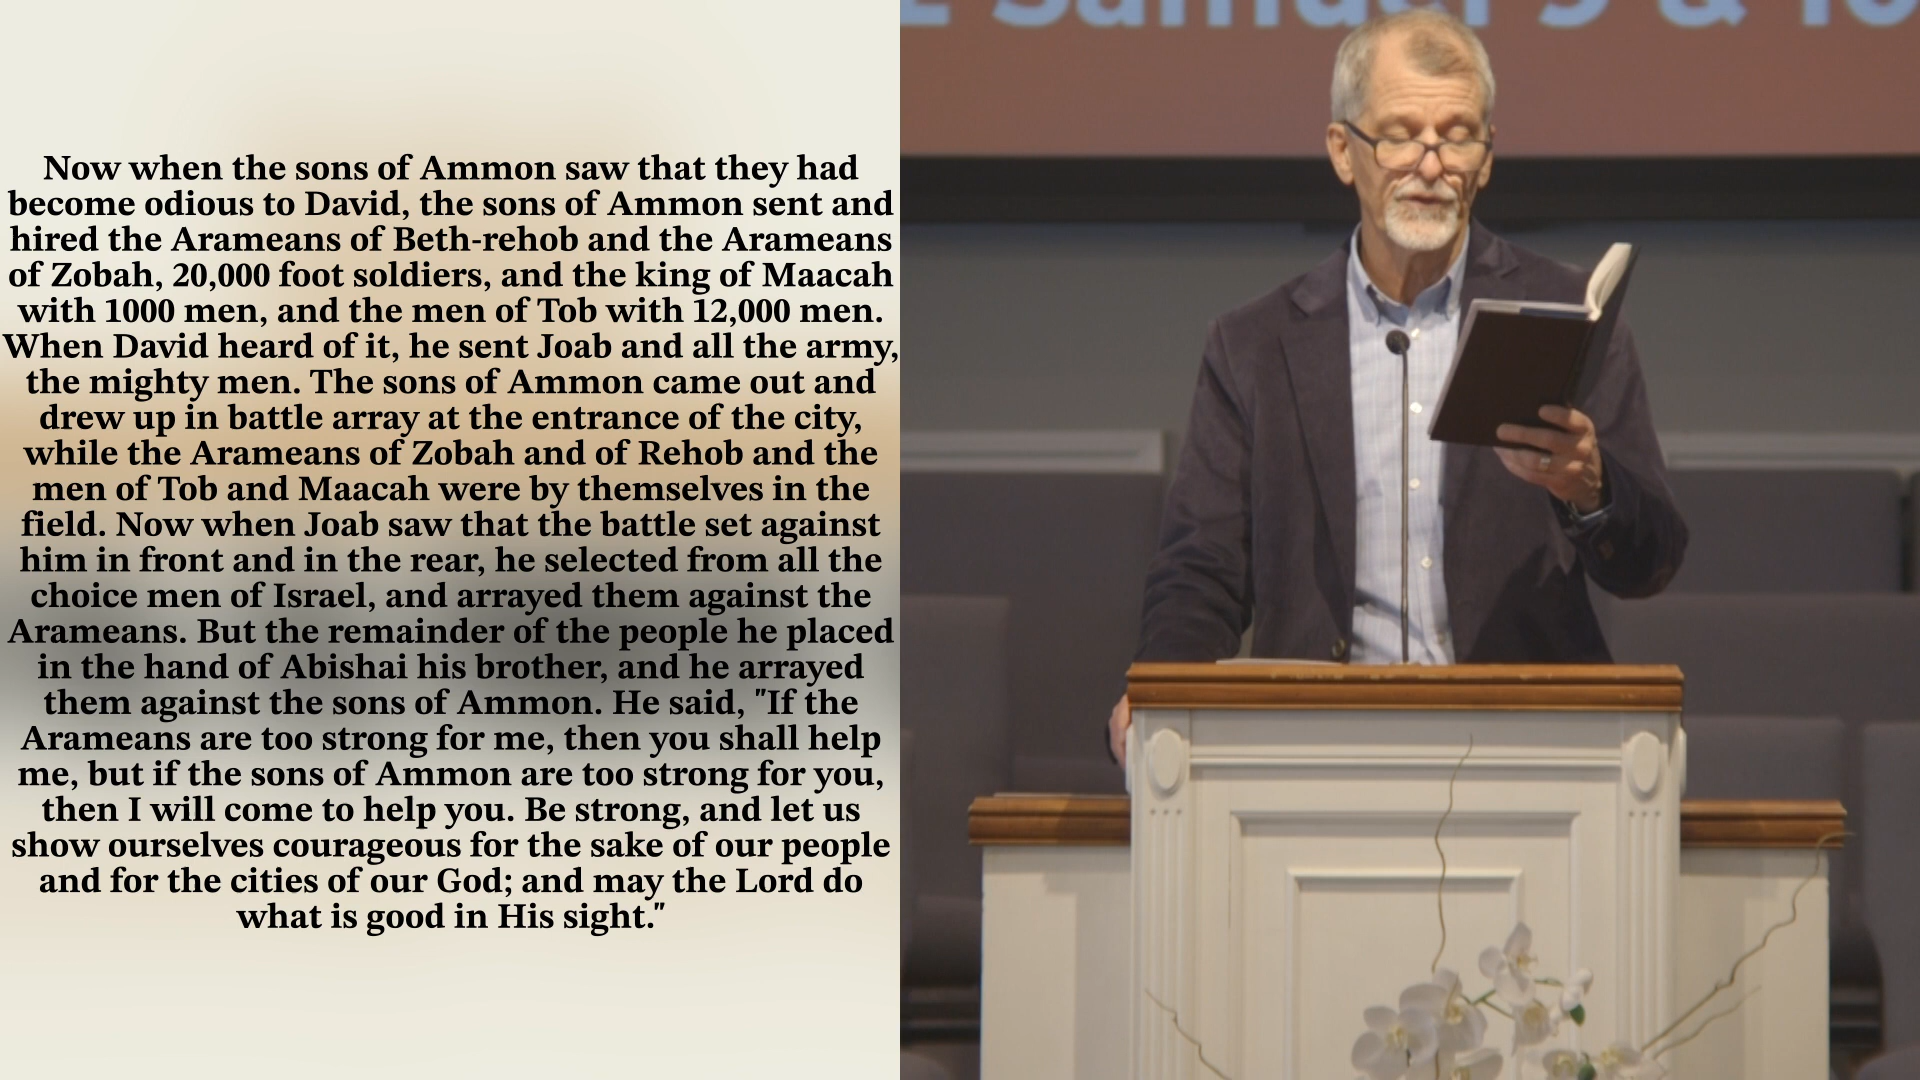 Now when the sons of Ammon saw that they had
become odious to David, the sons of Ammon sent and
hired the Arameans of Beth-rehob and the Arameans
of Zobah, 20,000 foot soldiers, and the king of Maacah
with 1000 men, and the men of Tob with 12,000 men.
When David heard of it, he sent Joab and all the army,
the mighty men. The sons of Ammon came out and
drew up in battle array at the entrance of the city,
while the Arameans of Zobah and of Rehob and the
men of Tob and Maacah were by themselves in the
field. Now when Joab saw that the battle set against
him in front and in the rear, he selected from all the
choice men of Israel, and arrayed them against the
Arameans. But the remainder of the people he placed
in the hand of Abishai his brother, and he arrayed
them against the sons of Ammon. He said, "If the
Arameans are too strong for me, then you shall help
me, but if the sons of Ammon are too strong for you,
then I will come to help you. Be strong, and let us
show ourselves courageous for the sake of our people
and for the cities of our God; and may the Lord do
what is good in His sight."
Samuel 9 & 10